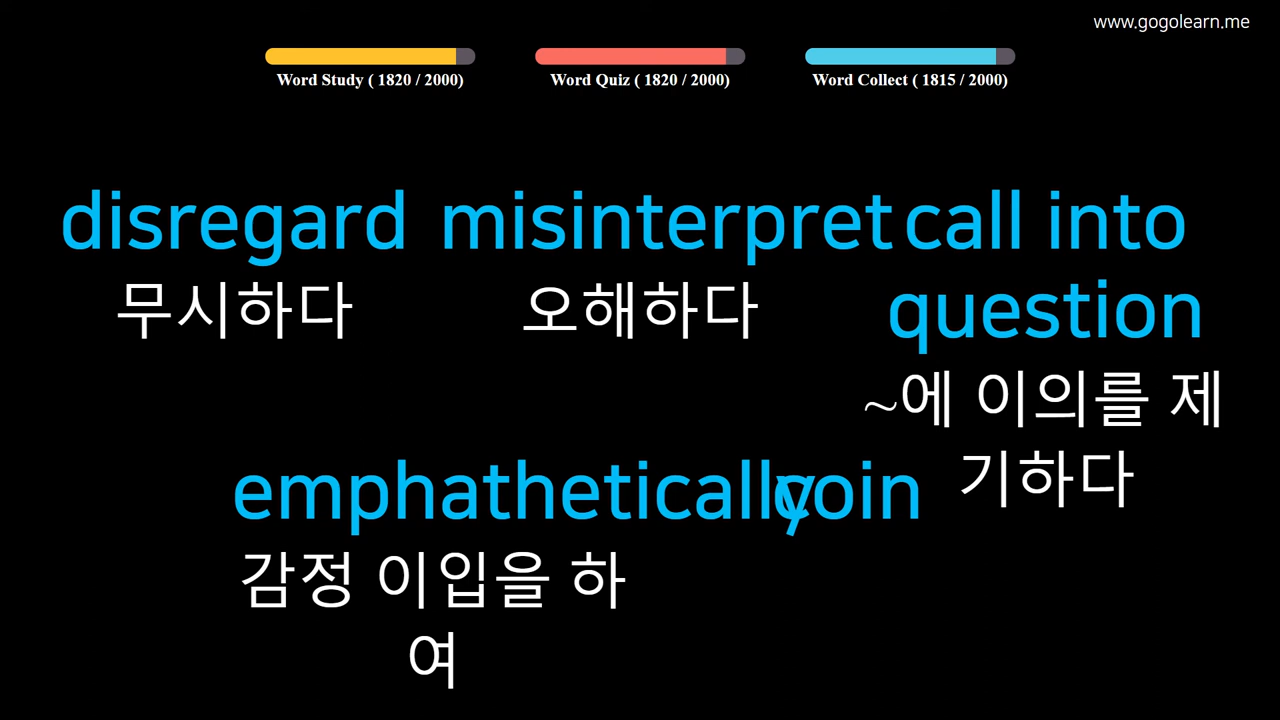 www.gogolearn.me
Word Study ( 1820 / 2000)
Word Quiz ( 1820 / 2000)
Word Collect ( 1815 / 2000)
disregard
무시하다
misinterpret
오해하다
call into
question
~에 이의를 제
기하다
emphathetically
감정 이입을 하
여
coin